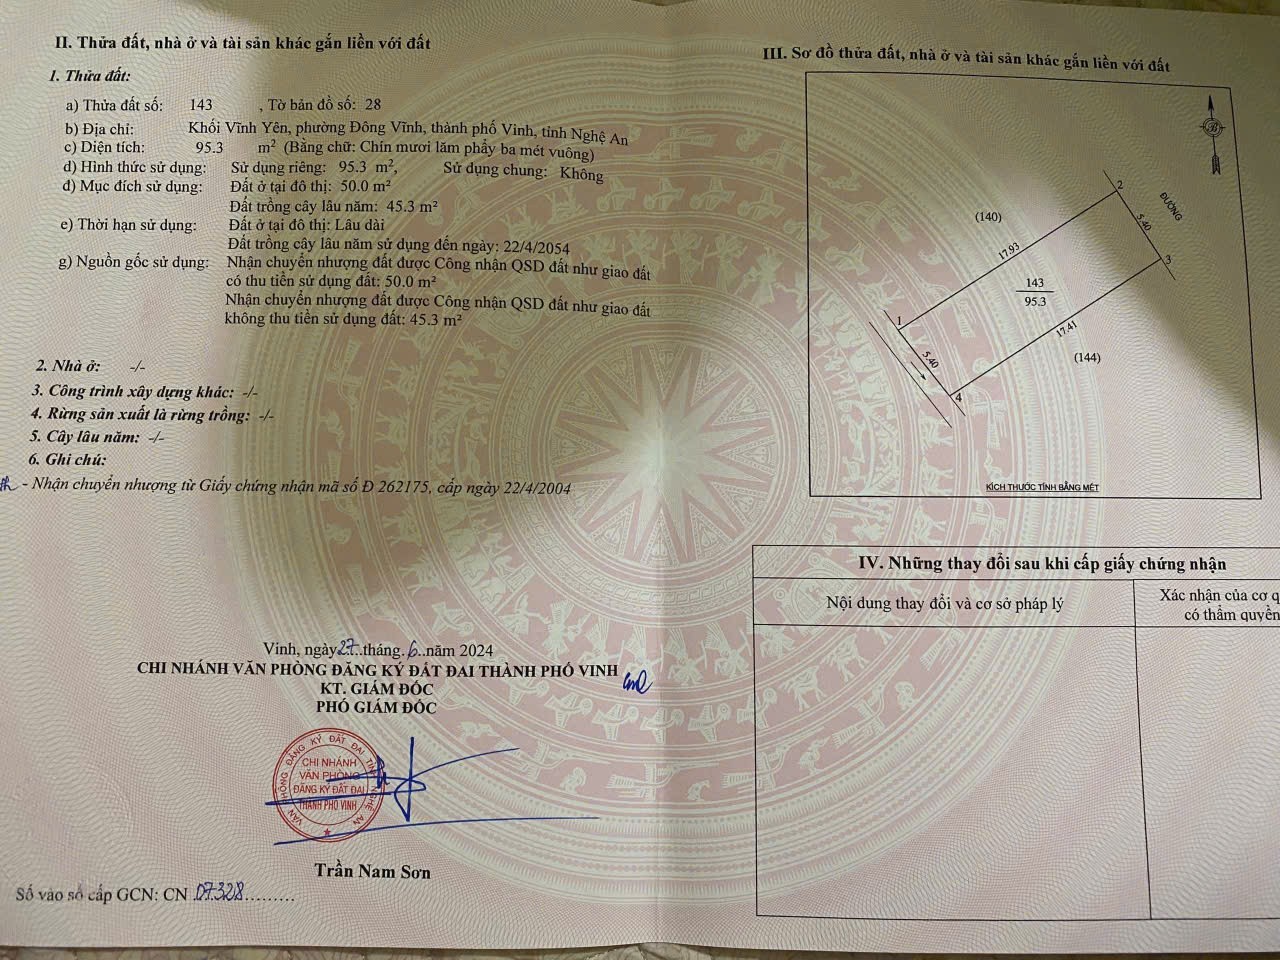 II. Thửa đất, nhà ở và tài sản khác gắn liền với đất
1. Thửa đất:
a) Thửa đất số: 143 , Tờ bản đồ số: 28
b) Địa chỉ: Khối Vĩnh Yên, phường Đông Vĩnh, thành phố Vinh, tỉnh Nghệ An
c) Diện tích: 95.3 m² (Bằng chữ: Chín mươi lăm phẩy ba mét vuông)
d) Hình thức sử dụng: Sử dụng riêng: 95.3 m², Sử dụng chung: Không
đ) Mục đích sử dụng: Đất ở tại đô thị: 50.0 m²
Đất trồng cây lâu năm: 45.3 m²
e) Thời hạn sử dụng: Đất ở tại đô thị: Lâu dài
Đất trồng cây lâu năm sử dụng đến ngày: 22/4/2054
g) Nguồn gốc sử dụng: Nhận chuyển nhượng đất được Công nhận QSD đất như giao đất
có thu tiền sử dụng đất: 50.0 m²
Nhận chuyển nhượng đất được Công nhận QSD đất như giao đất
không thu tiền sử dụng đất: 45.3 m²
2. Nhà ở: -/-
3. Công trình xây dựng khác: -/-
4. Rừng sản xuất là rừng trồng: -/-
5. Cây lâu năm: -/-
6. Ghi chú:
- Nhận chuyển nhượng từ Giấy chứng nhận mã số Đ 262175, cấp ngày 22/4/2004
Vinh, ngày 27 tháng 6 năm 2024
CHI NHÁNH VĂN PHÒNG ĐĂNG KÝ ĐẤT ĐAI THÀNH PHỐ VINH
KT. GIÁM ĐỐC
PHÓ GIÁM ĐỐC
VĂN PHÒNG ĐĂNG KÝ ĐẤT ĐAI TỈNH NGHỆ AN
CHI NHÁNH
VĂN PHÒNG
ĐĂNG KÝ ĐẤT ĐAI
THÀNH PHỐ VINH
Trần Nam Sơn
Số vào sổ cấp GCN: CN 07328
III. Sơ đồ thửa đất, nhà ở và tài sản khác gắn liền với đất
B
2
ĐƯỜNG
(140)
5.40
17.93
3
143
95.3
1
17.41
5.40
(144)
4
KÍCH THƯỚC TÍNH BẰNG MÉT
IV. Những thay đổi sau khi cấp giấy chứng nhận
Nội dung thay đổi và cơ sở pháp lý
Xác nhận của cơ q
có thẩm quyền